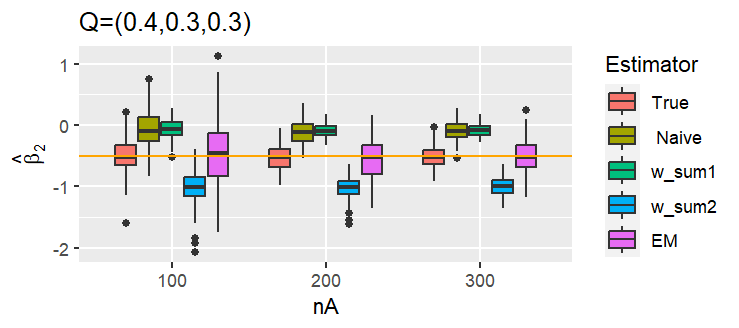 Q=(0.4,0.3,0.3)
1
0
-1
-2
β̂₂
100
200
300
nA
Estimator
True
Naive
w_sum1
w_sum2
EM